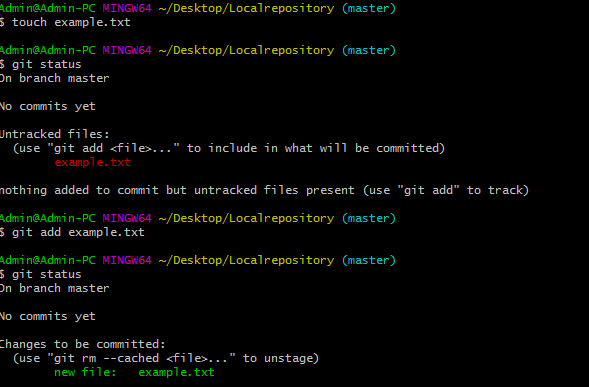 Admin@Admin-PC MINGW64 ~/Desktop/Localrepository (master)
$ touch example.txt
Admin@Admin-PC MINGW64 ~/Desktop/Localrepository (master)
$ git status
On branch master
No commits yet
Untracked files:
(use "git add <file>..." to include in what will be committed)
example.txt
nothing added to commit but untracked files present (use "git add" to track)
Admin@Admin-PC MINGW64 ~/Desktop/Localrepository (master)
$ git add example.txt
Admin@Admin-PC MINGW64 ~/Desktop/Localrepository (master)
$ git status
On branch master
No commits yet
Changes to be committed:
(use "git rm --cached <file>..." to unstage)
new file:   example.txt